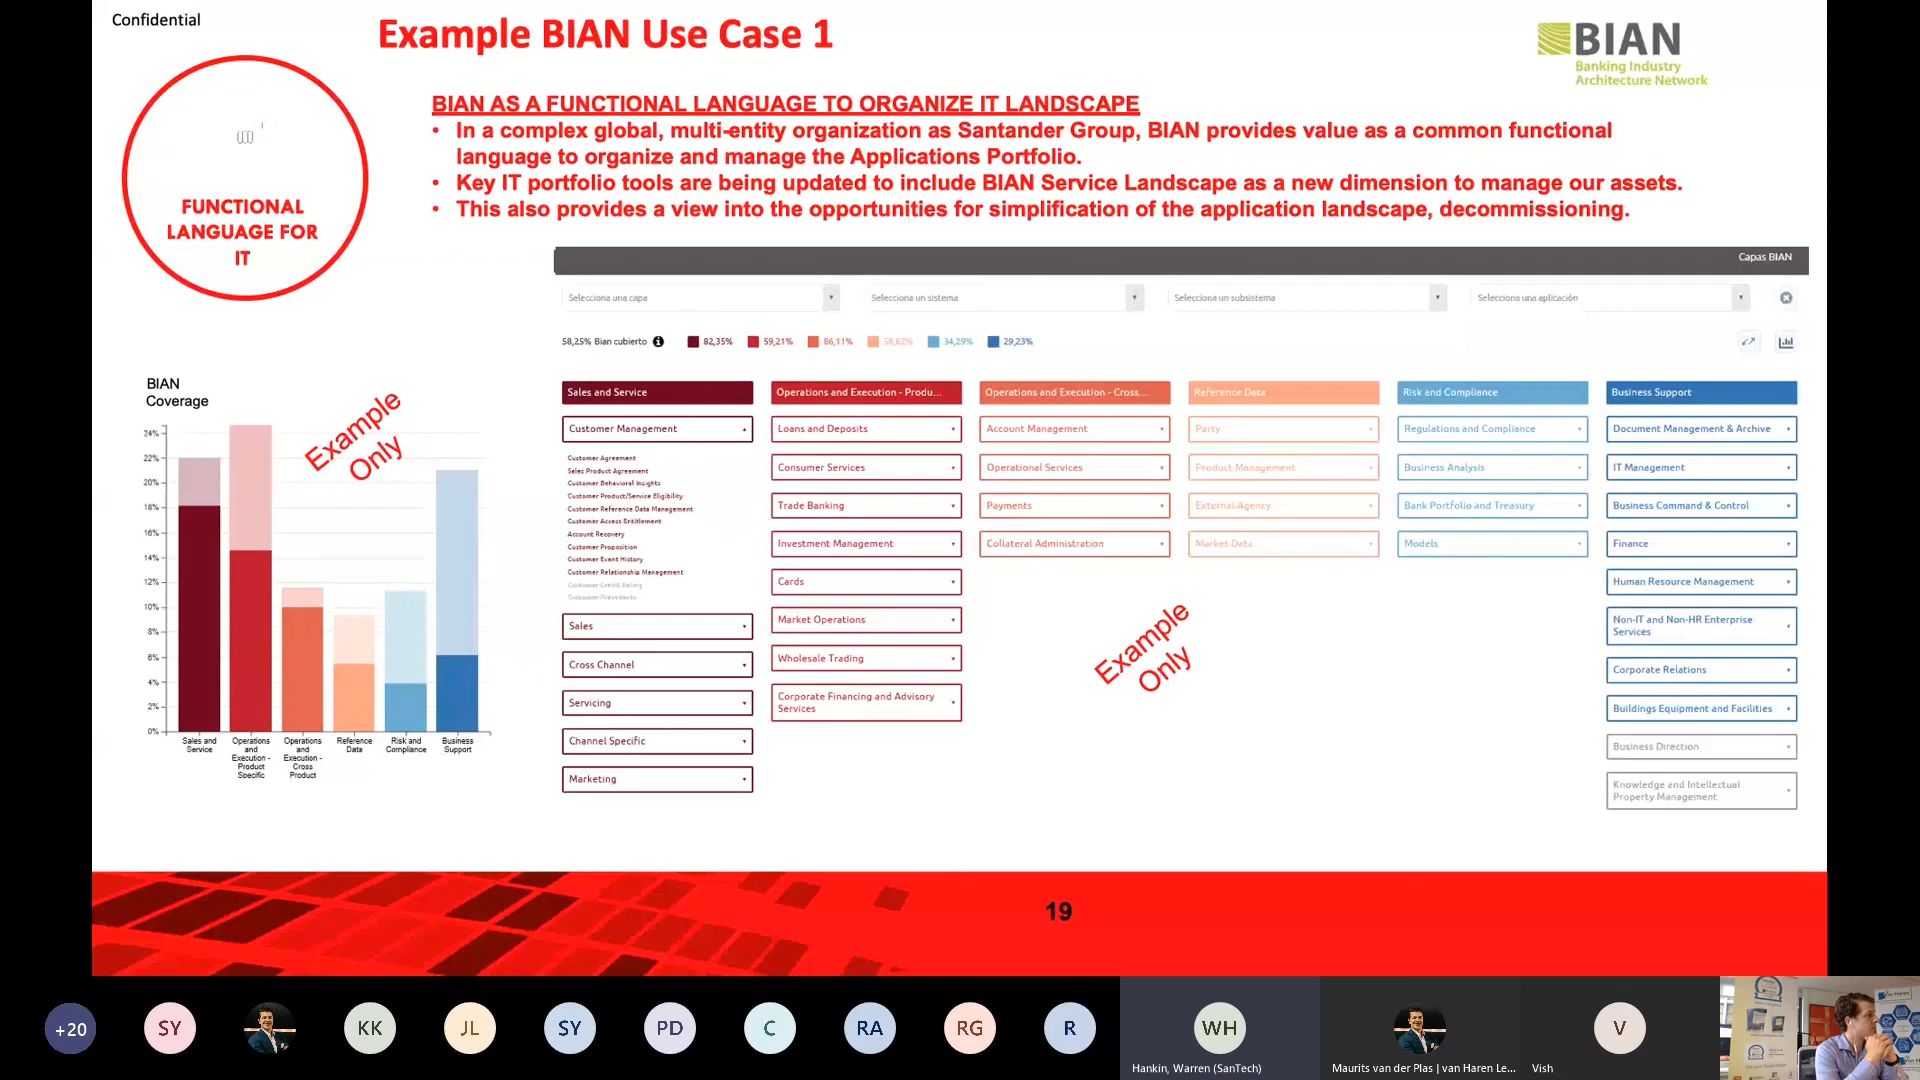 Confidential
Example BIAN Use Case 1
BIAN
Banking Industry
Architecture Network
FUNCTIONAL
LANGUAGE FOR
IT
BIAN AS A FUNCTIONAL LANGUAGE TO ORGANIZE IT LANDSCAPE
• In a complex global, multi-entity organization as Santander Group, BIAN provides value as a common functional
language to organize and manage the Applications Portfolio.
• Key IT portfolio tools are being updated to include BIAN Service Landscape as a new dimension to manage our assets.
• This also provides a view into the opportunities for simplification of the application landscape, decommissioning.
Capas BIAN
Selecciona una capa
Selecciona un sistema
Selecciona un subsistema
Selecciona una aplicación
58,25% Bian cubierto
82,35%
59,21%
86,11%
58,62%
34,29%
29,23%
BIAN
Coverage
Example
Only
24%
22%
20%
18%
16%
14%
12%
10%
8%
6%
4%
2%
0%
Sales and
Service
Operations
and
Execution -
Product
Specific
Operations
and
Execution -
Cross
Product
Reference
Data
Risk and
Compliance
Business
Support
Sales and Service
Customer Management
Customer Agreement
Sales Product Agreement
Customer Behavioral Insights
Customer Product/Service Eligibility
Customer Reference Data Management
Customer Access Entitlement
Account Recovery
Customer Proposition
Customer Event History
Customer Relationship Management
Customer Credit Rating
Customer Precedents
Sales
Cross Channel
Servicing
Channel Specific
Marketing
Operations and Execution - Produ...
Loans and Deposits
Consumer Services
Trade Banking
Investment Management
Cards
Market Operations
Wholesale Trading
Corporate Financing and Advisory
Services
Operations and Execution - Cross...
Account Management
Operational Services
Payments
Collateral Administration
Reference Data
Party
Product Management
External Agency
Market Data
Risk and Compliance
Regulations and Compliance
Business Analysis
Bank Portfolio and Treasury
Models
Business Support
Document Management & Archive
IT Management
Business Command & Control
Finance
Human Resource Management
Non-IT and Non-HR Enterprise
Services
Corporate Relations
Buildings Equipment and Facilities
Business Direction
Knowledge and Intellectual
Property Management
Example
Only
19
+20
SY
KK
JL
SY
PD
C
RA
RG
R
WH
Hankin, Warren (SanTech)
Maurits van der Plas | van Haren Le...
V
Vish